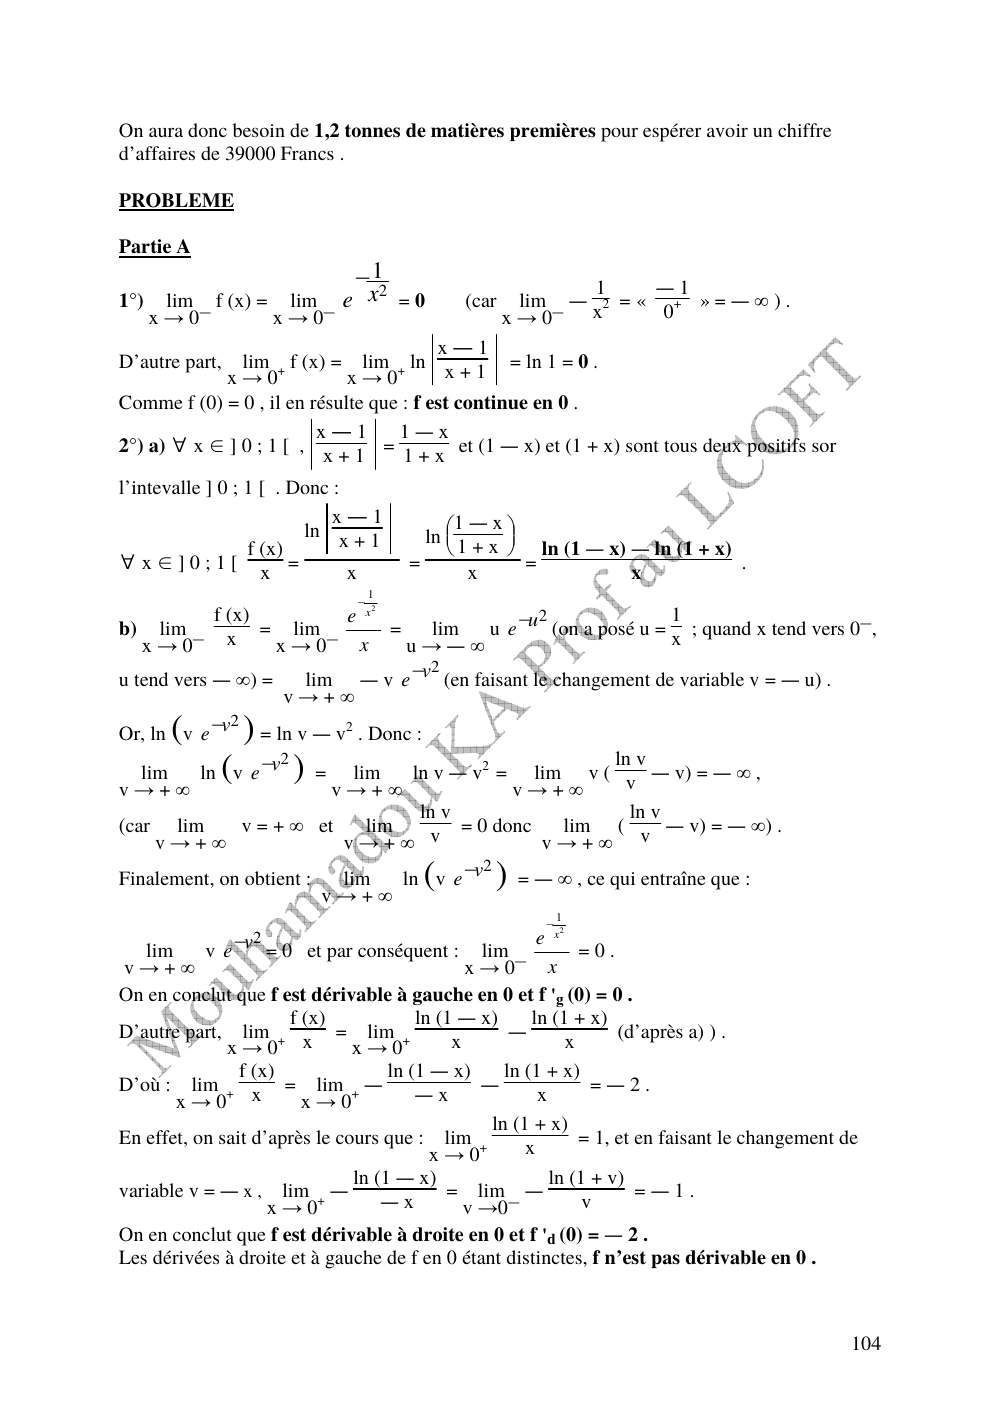 On aura donc besoin de 1,2 tonnes de matières premières pour espérer avoir un chiffre
d’affaires de 39000 Francs .
PROBLEME
Partie A
1°) lim x → 0— f (x) = lim x → 0— e^(−1/x²) = 0 (car lim x → 0— — 1/x² = « — 1/0⁺ » = — ∞ ) .
D’autre part, lim x → 0⁺ f (x) = lim x → 0⁺ ln |x — 1 / x + 1| = ln 1 = 0 .
Comme f (0) = 0 , il en résulte que : f est continue en 0 .
2°) a) ∀ x ∈ ] 0 ; 1 [ , |x — 1 / x + 1| = 1 — x / 1 + x et (1 — x) et (1 + x) sont tous deux positifs sor
l’intevalle ] 0 ; 1 [ . Donc :
∀ x ∈ ] 0 ; 1 [ f (x) / x = ln |x — 1 / x + 1| / x = ln (1 — x / 1 + x) / x = ln (1 — x) — ln (1 + x) / x .
b) lim x → 0— f (x) / x = lim x → 0— e^(−1/x²) / x = lim u → — ∞ u e^(−u2) (on a posé u = 1/x ; quand x tend vers 0—,
u tend vers — ∞) = lim v → + ∞ — v e^(−v2) (en faisant le changement de variable v = — u) .
Or, ln (v e^(−v2)) = ln v — v² . Donc :
lim v → + ∞ ln (v e^(−v2)) = lim v → + ∞ ln v — v² = lim v → + ∞ v ( ln v / v — v) = — ∞ ,
(car lim v → + ∞ v = + ∞ et lim v → + ∞ ln v / v = 0 donc lim v → + ∞ ( ln v / v — v) = — ∞) .
Finalement, on obtient : lim v → + ∞ ln (v e^(−v2)) = — ∞ , ce qui entraîne que :
lim v → + ∞ v e^(−v2) = 0 et par conséquent : lim x → 0— e^(−1/x²) / x = 0 .
On en conclut que f est dérivable à gauche en 0 et f 'g (0) = 0 .
D’autre part, lim x → 0⁺ f (x) / x = lim x → 0⁺ ln (1 — x) / x — ln (1 + x) / x (d’après a) ) .
D’où : lim x → 0⁺ f (x) / x = lim x → 0⁺ — ln (1 — x) / — x — ln (1 + x) / x = — 2 .
En effet, on sait d’après le cours que : lim x → 0⁺ ln (1 + x) / x = 1, et en faisant le changement de
variable v = — x , lim x → 0⁺ — ln (1 — x) / — x = lim v →0— — ln (1 + v) / v = — 1 .
On en conclut que f est dérivable à droite en 0 et f 'd (0) = — 2 .
Les dérivées à droite et à gauche de f en 0 étant distinctes, f n’est pas dérivable en 0 .
Mouhamadou KA Prof au LCOFT
104